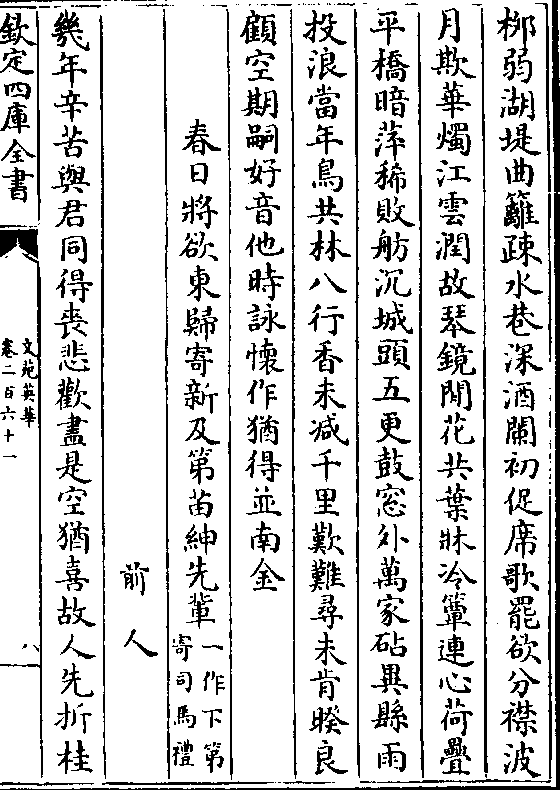 柳弱湖堤曲籬疎水巷深酒闌初促席歌罷欲分襟波
月欺華燭江雲潤故琴鏡閒花共葉牀冷簟連心荷疊
平橋暗萍稀敗舫沉城頭五更鼓窓外萬家砧異縣雨
投浪當年鳥共林八行香未減千里歎難尋未肯暌良
顧空期嗣好音他時詠懷作猶得並南金
春日將欲東歸寄新及第苗紳先輩一作下第
寄司馬禮
前人
幾年辛苦與君同得喪悲歡盡是空猶喜故人先折桂
欽定四庫全書
文苑英華
卷二百六十一
八